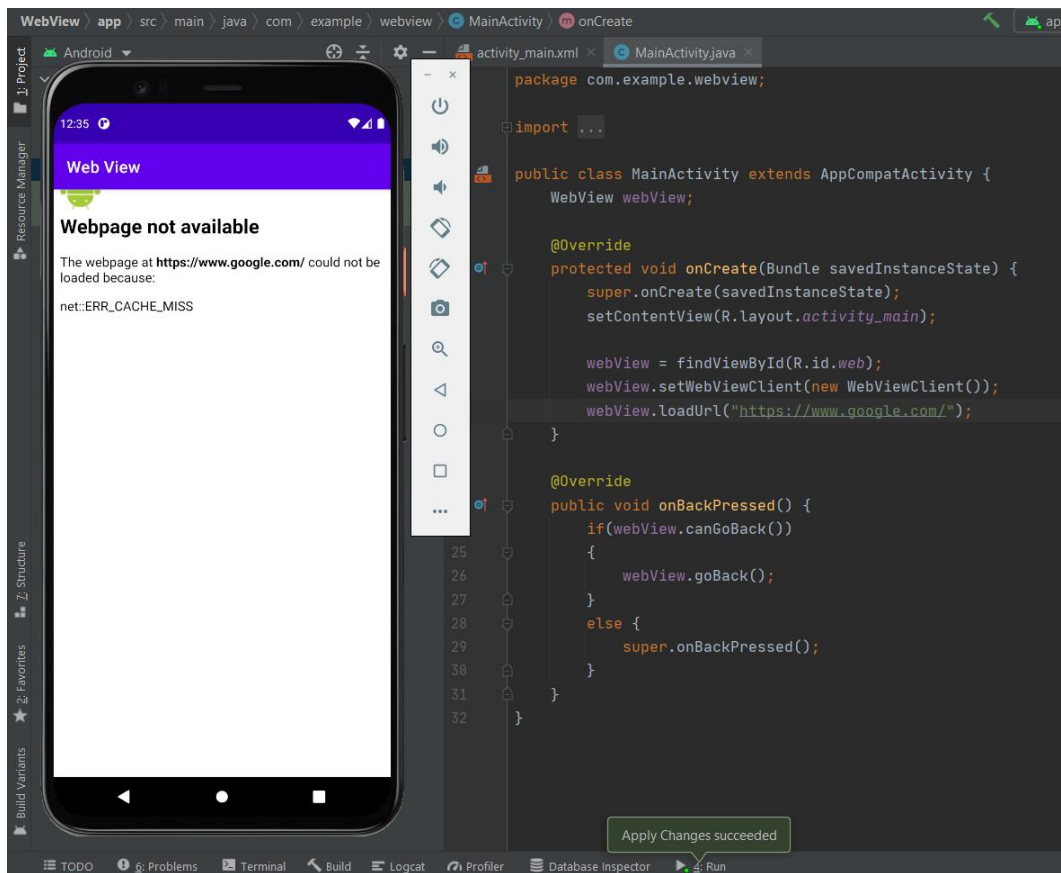 WebView app src main java com example webview MainActivity onCreate
Android
activity_main.xml
MainActivity.java
1: Project
Resource Manager
7: Structure
2: Favorites
Build Variants
12:35
Web View
Webpage not available
The webpage at https://www.google.com/ could not be
loaded because:
net::ERR_CACHE_MISS
package com.example.webview;
import ...
public class MainActivity extends AppCompatActivity {
WebView webView;
@Override
protected void onCreate(Bundle savedInstanceState) {
super.onCreate(savedInstanceState);
setContentView(R.layout.activity_main);
webView = findViewById(R.id.web);
webView.setWebViewClient(new WebViewClient());
webView.loadUrl("https://www.google.com/");
}
@Override
public void onBackPressed() {
if(webView.canGoBack())
25 {
26 webView.goBack();
27 }
28 else {
29 super.onBackPressed();
30 }
31 }
32 }
Apply Changes succeeded
TODO 6: Problems Terminal Build Logcat Profiler Database Inspector 4: Run